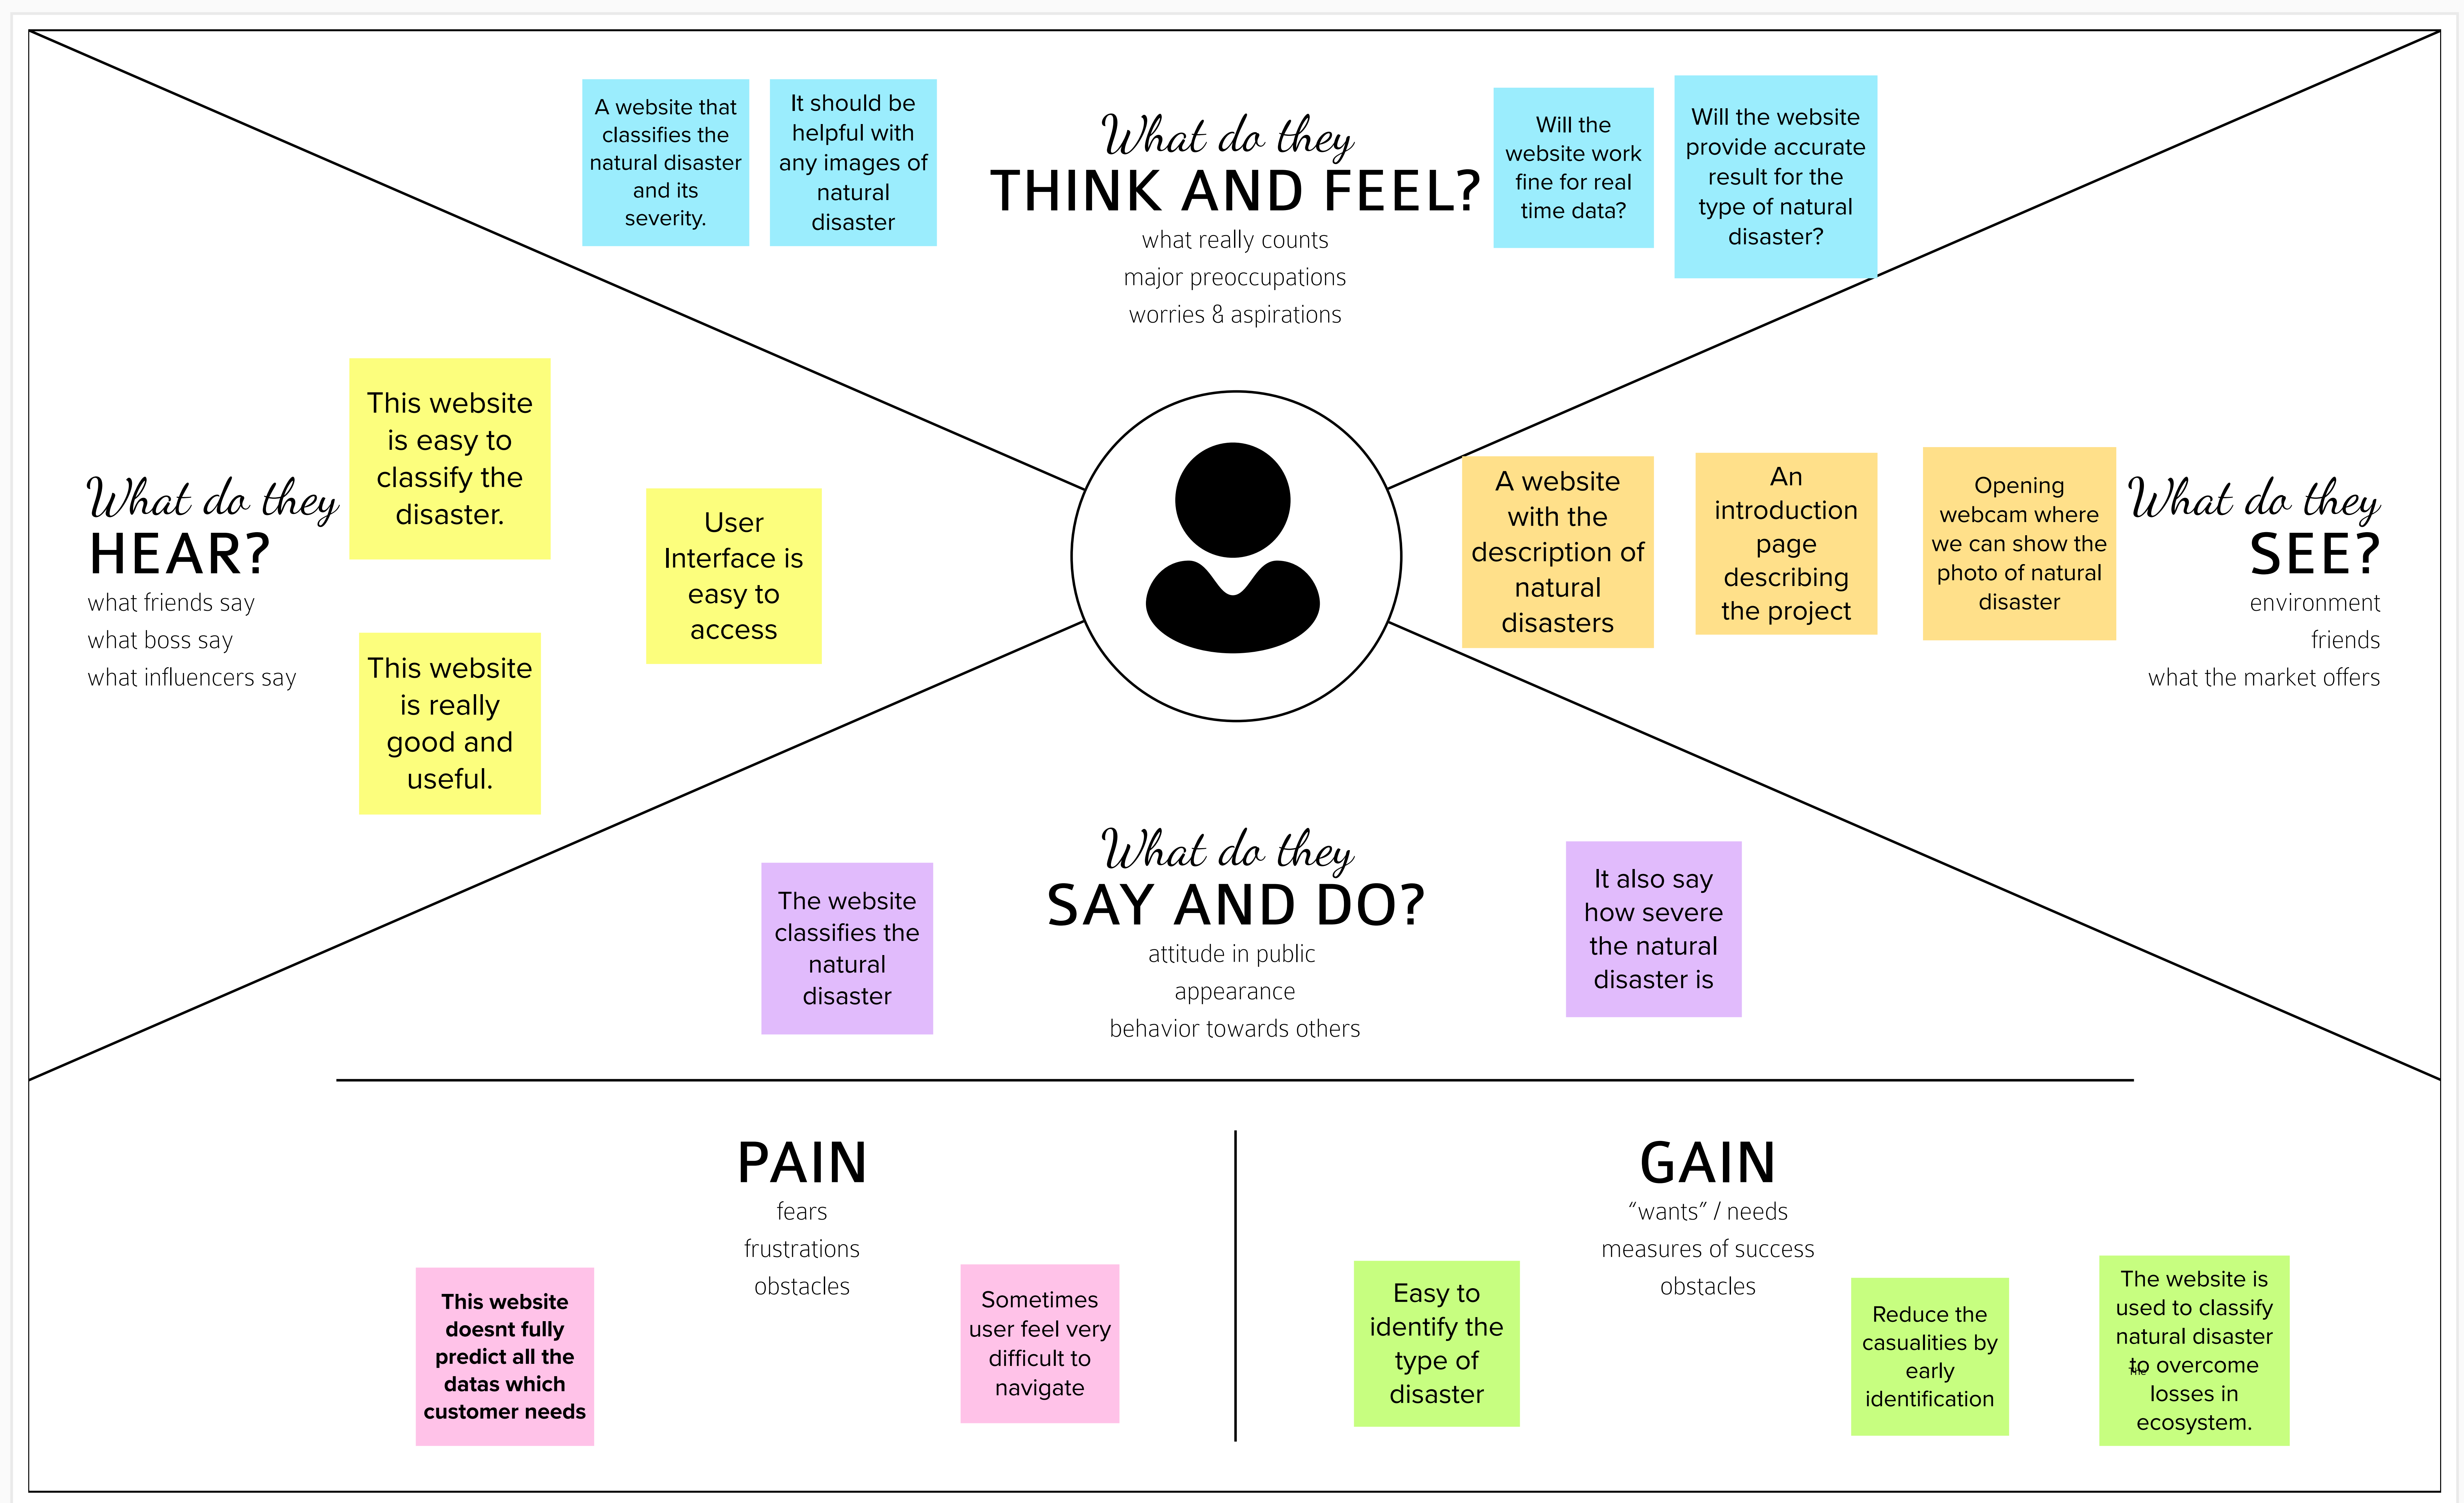 A website that
classifies the
natural disaster
and its
severity.
It should be
helpful with
any images of
natural
disaster
What do they
THINK AND FEEL?
what really counts
major preoccupations
worries & aspirations
Will the
website work
fine for real
time data?
Will the website
provide accurate
result for the
type of natural
disaster?
What do they
HEAR?
what friends say
what boss say
what influencers say
This website
is easy to
classify the
disaster.
User
Interface is
easy to
access
This website
is really
good and
useful.
A website
with the
description of
natural
disasters
An
introduction
page
describing
the project
Opening
webcam where
we can show the
photo of natural
disaster
What do they
SEE?
environment
friends
what the market offers
The website
classifies the
natural
disaster
What do they
SAY AND DO?
attitude in public
appearance
behavior towards others
It also say
how severe
the natural
disaster is
PAIN
fears
frustrations
obstacles
This website
doesnt fully
predict all the
datas which
customer needs
Sometimes
user feel very
difficult to
navigate
GAIN
“wants” / needs
measures of success
obstacles
Easy to
identify the
type of
disaster
Reduce the
casualities by
early
identification
The website is
used to classify
natural disaster
to overcome
losses in
ecosystem.
The